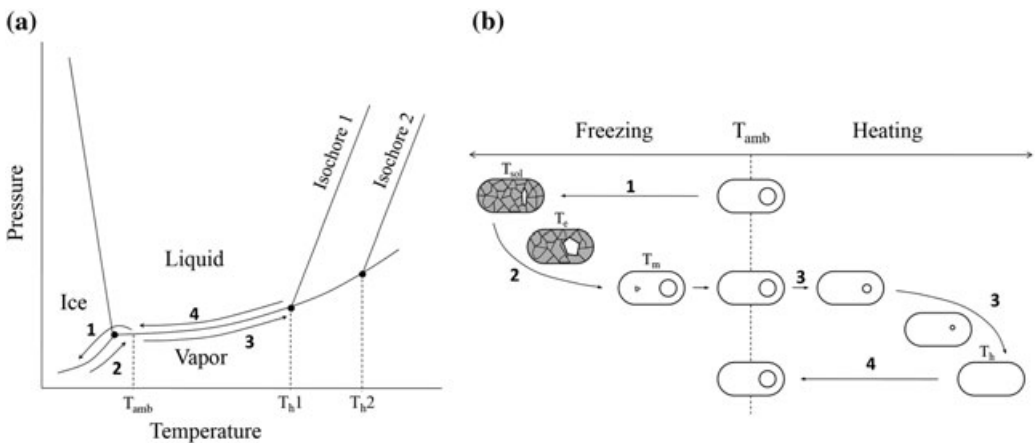 (a)
Pressure
Ice
Liquid
Vapor
Isochore 1
Isochore 2
1
2
3
4
T_amb
T_h1
T_h2
Temperature
(b)
Freezing
T_amb
Heating
T_sol
1
T_e
2
T_m
3
3
T_h
4